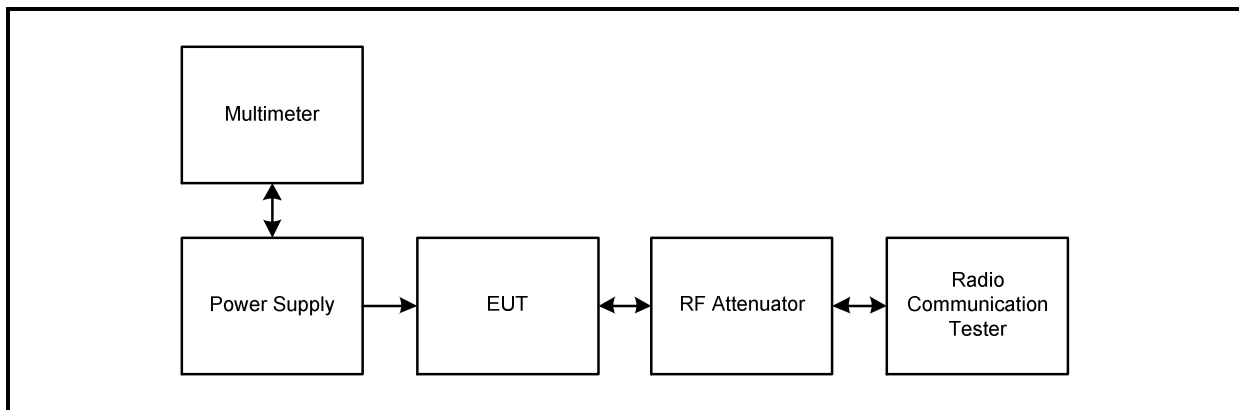 Multimeter
Power Supply
EUT
RF Attenuator
Radio
Communication
Tester